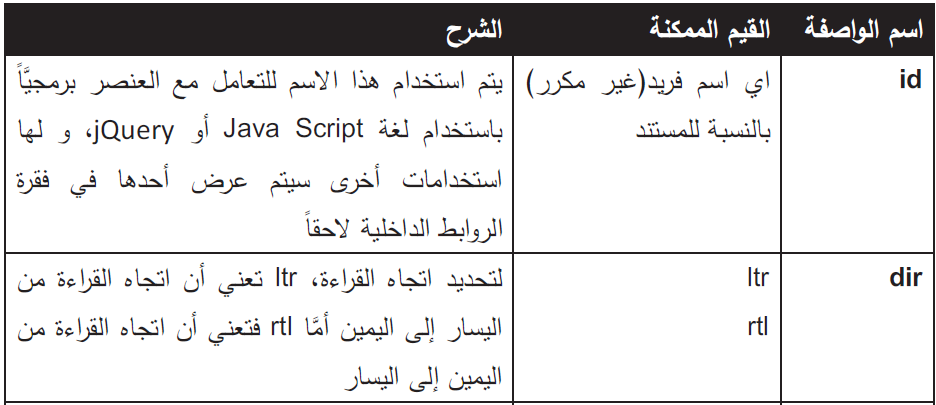 اسم الواصفة
القيم الممكنة
الشرح
id
اي اسم فريد(غير مكرر)
بالنسبة للمستند
يتم استخدام هذا الاسم للتعامل مع العنصر برمجيَّاً
باستخدام لغة Java Script أو jQuery، و لها
استخدامات أخرى سيتم عرض أحدها في فقرة
الروابط الداخلية لاحقاً
dir
ltr
rtl
لتحديد اتجاه القراءة، ltr تعني أن اتجاه القراءة من
اليسار إلى اليمين أمَّا rtl فتعني أن اتجاه القراءة من
اليمين إلى اليسار